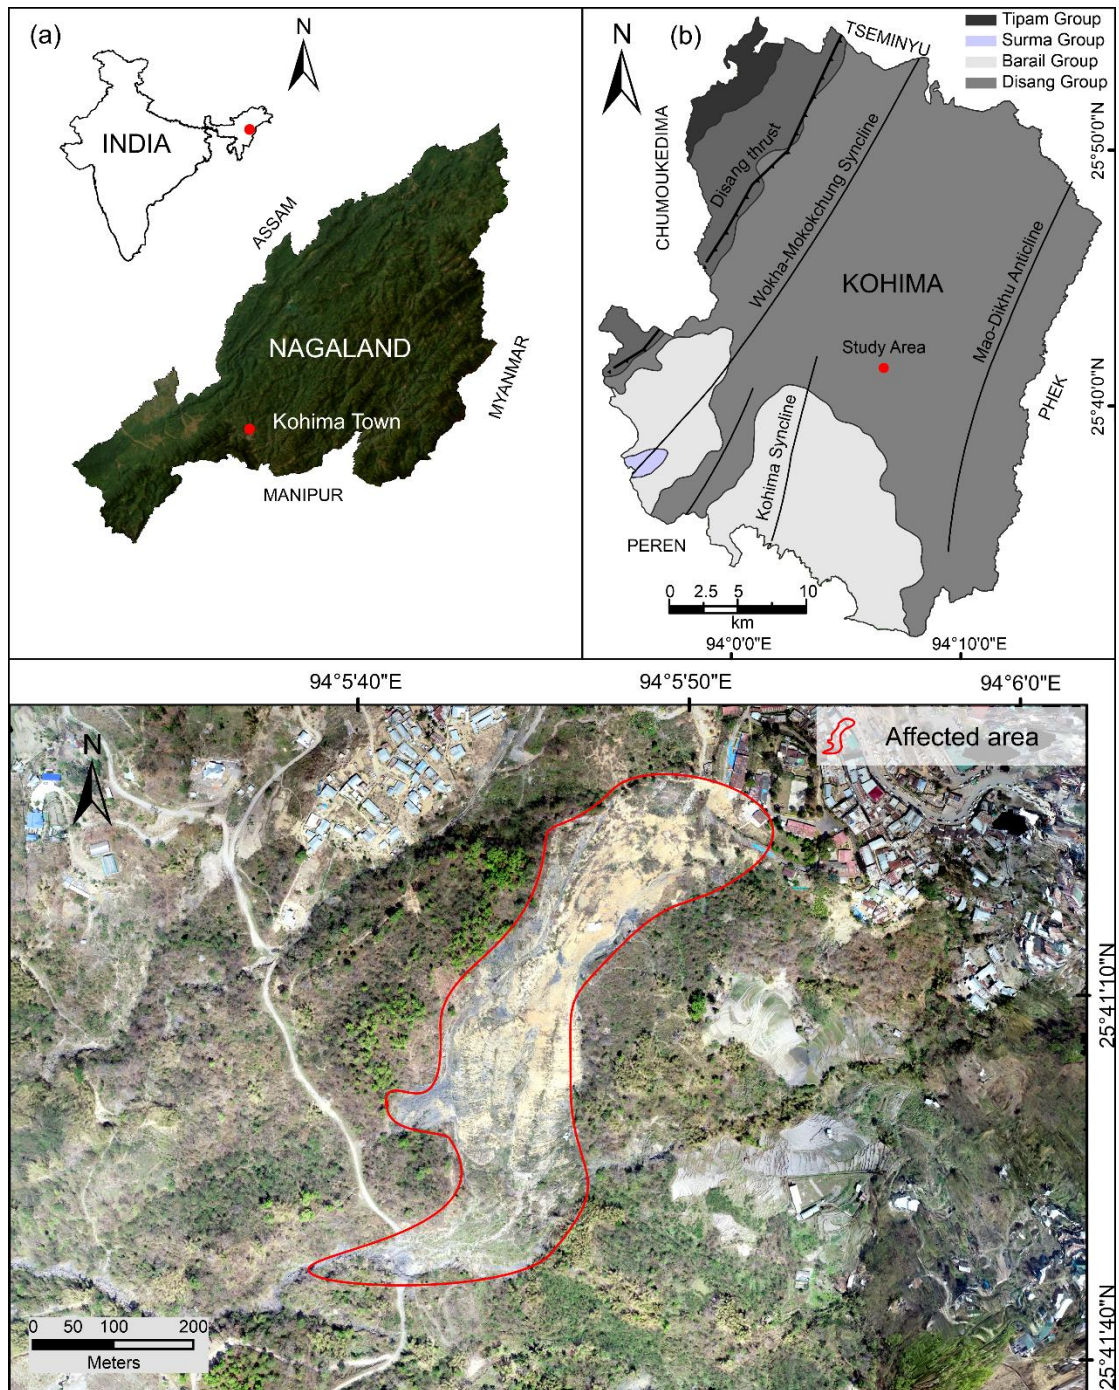 (a)
N
INDIA
ASSAM
NAGALAND
Kohima Town
MYANMAR
MANIPUR
(b)
N
TSEMINYU
Tipam Group
Surma Group
Barail Group
Disang Group
CHUMOUKEDIMA
Disang thrust
Wokha-Mokokchung Syncline
KOHIMA
Study Area
Mao-Dikhu Anticline
Kohima Syncline
PHEK
PEREN
25°50'0"N
25°40'0"N
0 2.5 5 10
km
94°0'0"E 94°10'0"E
94°5'40"E 94°5'50"E 94°6'0"E
N
Affected area
25°41'10"N
25°41'40"N
0 50 100 200
Meters